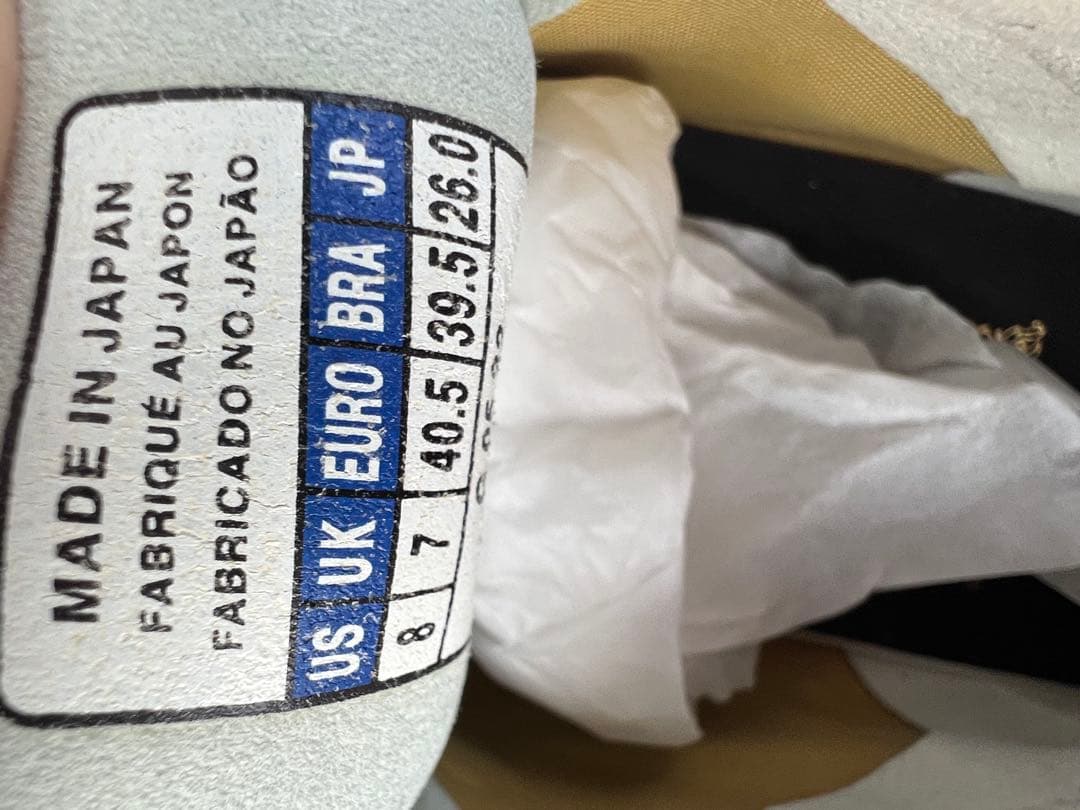 MADE IN JAPAN
FABRIQUÉ AU JAPON
FABRICADO NO JAPÃO
US UK EURO BRA JP
8 7 40.5 39.5 26.0